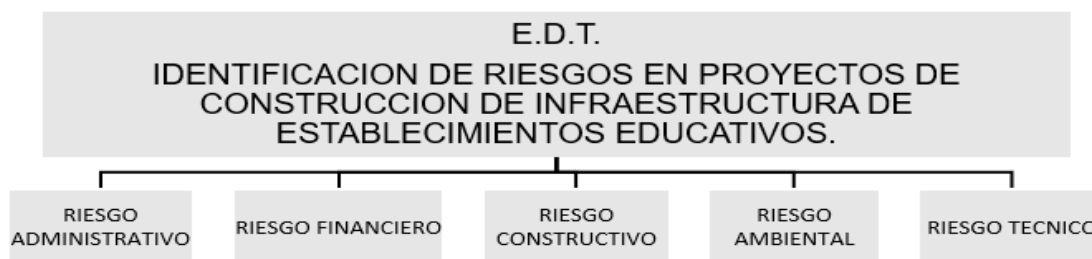 E.D.T.
IDENTIFICACION DE RIESGOS EN PROYECTOS DE
CONSTRUCCION DE INFRAESTRUCTURA DE
ESTABLECIMIENTOS EDUCATIVOS.
RIESGO
ADMINISTRATIVO
RIESGO FINANCIERO
RIESGO
CONSTRUCTIVO
RIESGO
AMBIENTAL
RIESGO TECNICO